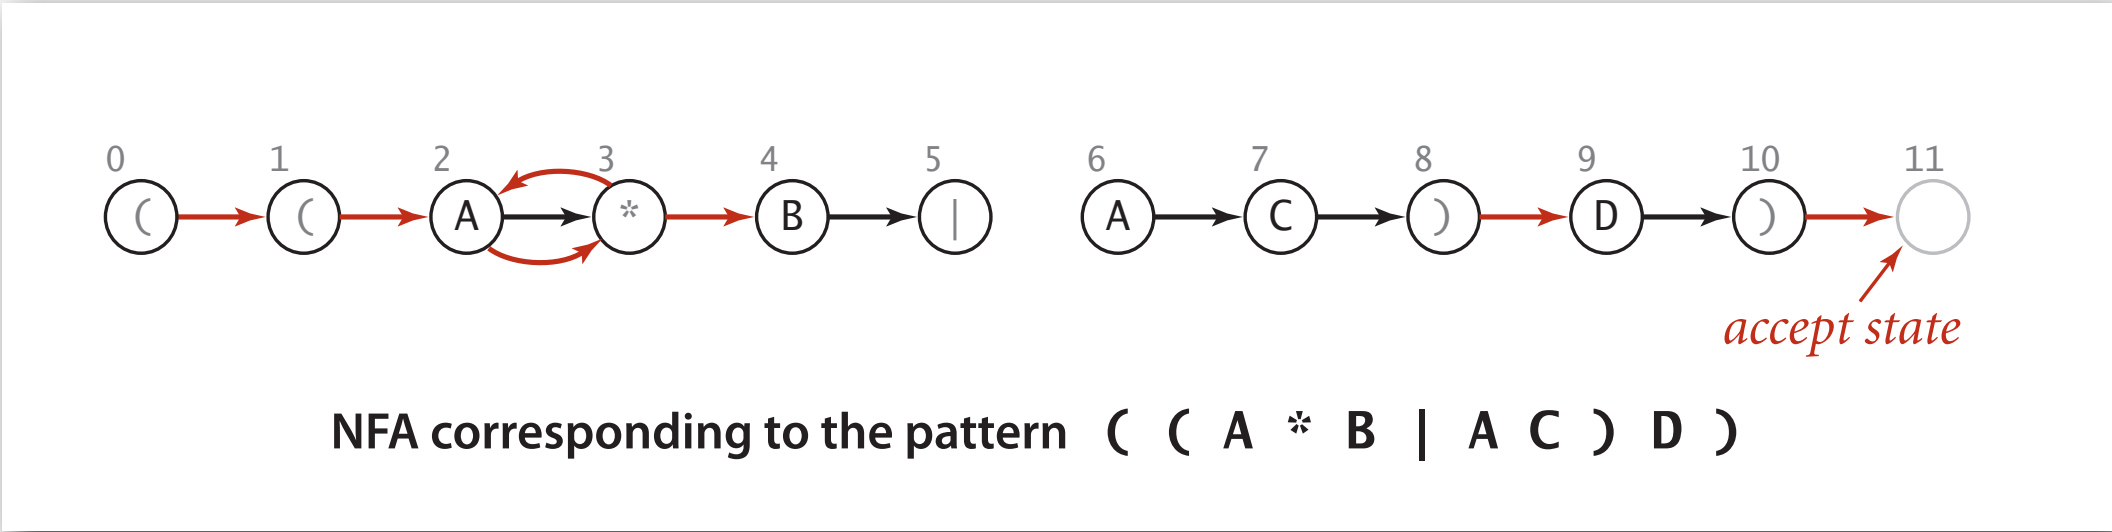 0 1 2 3 4 5 6 7 8 9 10 11
( ( A * B | A C ) D )
accept state
NFA corresponding to the pattern ( ( A * B | A C ) D )